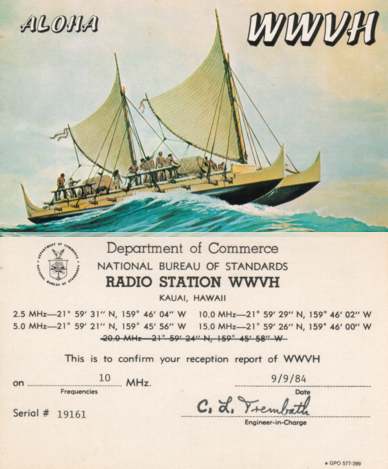 ALOHA
WWVH
Department of Commerce
NATIONAL BUREAU OF STANDARDS
RADIO STATION WWVH
KAUAI, HAWAII
2.5 MHz—21° 59' 31" N, 159° 46' 04" W 10.0 MHz—21° 59' 29" N, 159° 46' 02" W
5.0 MHz—21° 59' 21" N, 159° 45' 56" W 15.0 MHz—21° 59' 26" N, 159° 46' 00" W
20.0 MHz—21° 59' 24" N, 159° 45' 58" W
This is to confirm your reception report of WWVH
on 10 MHz. 9/9/84
Frequencies Date
Serial # 19161 C. L. Trembath
Engineer-in-Charge
★ GPO 577-399